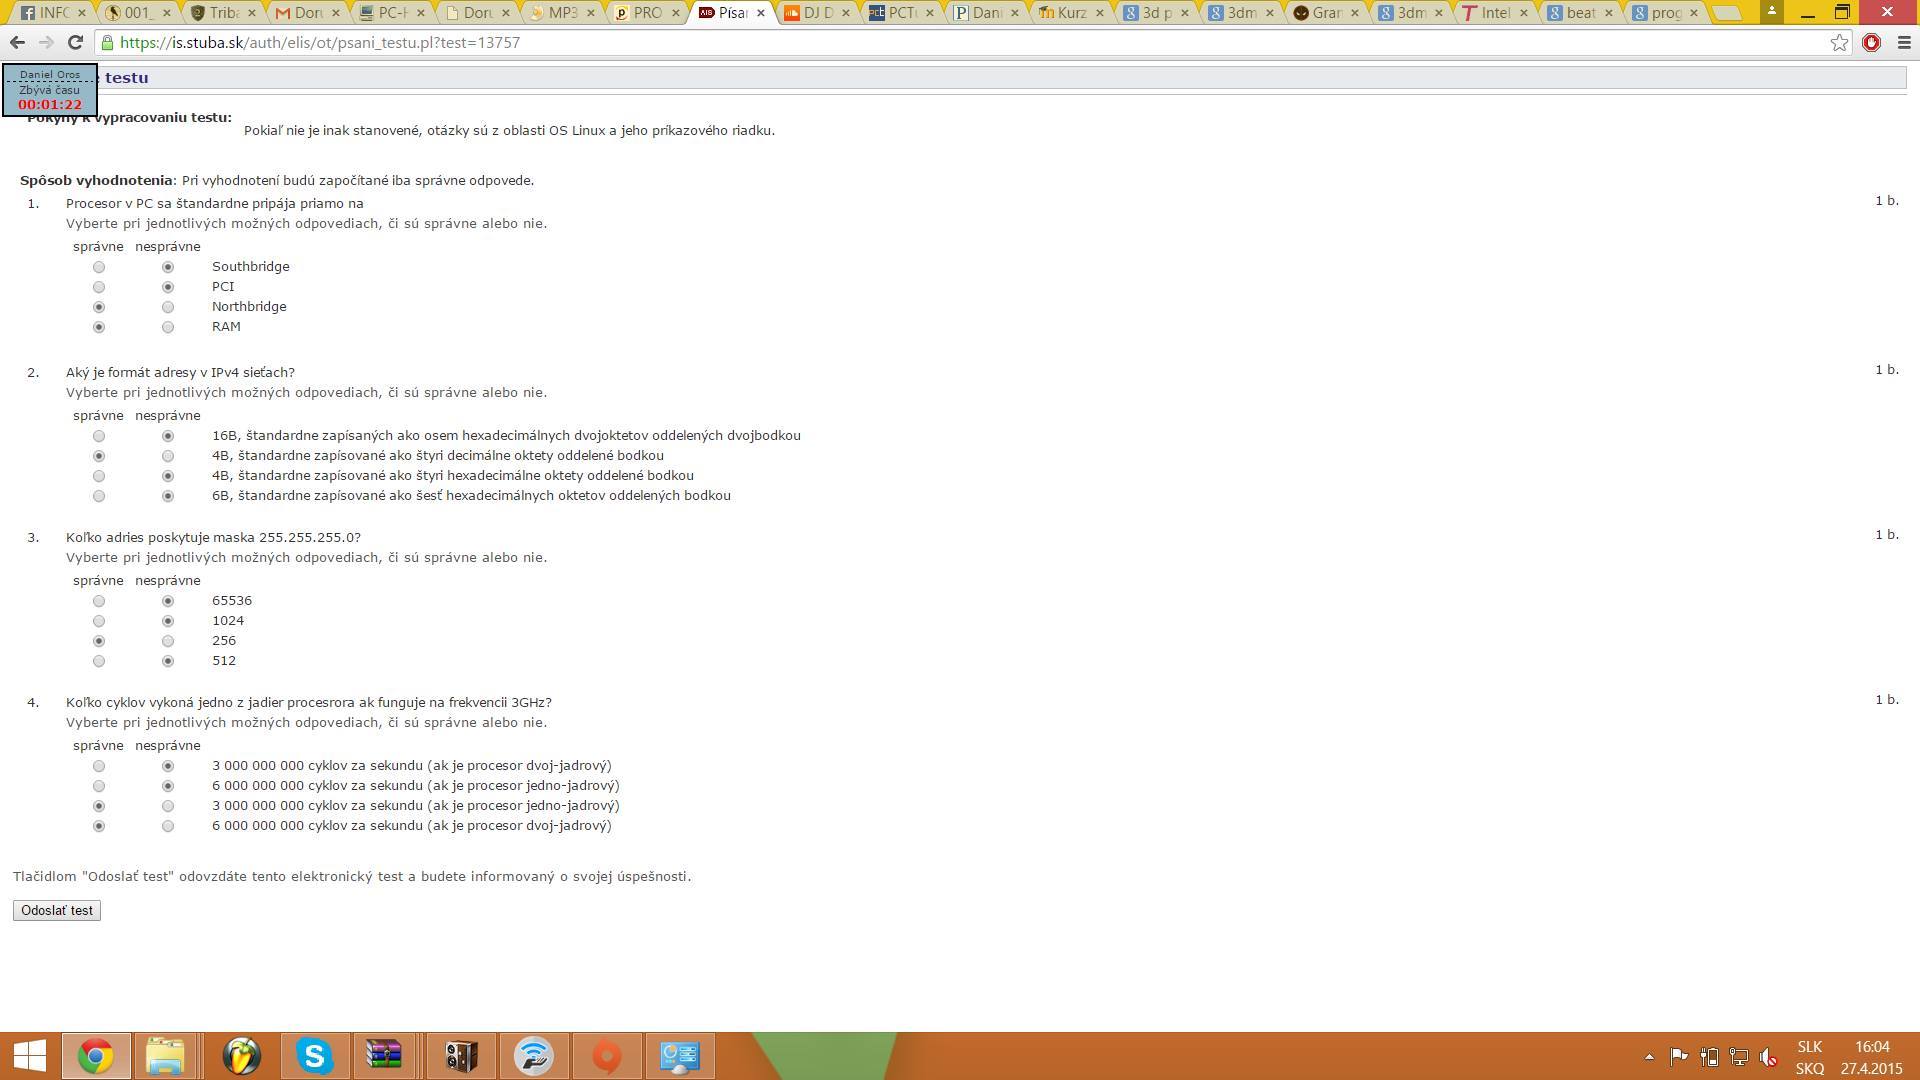 INFO 001_ Triba Gmail Doru PC-H Doru MP3 PRO Písa DJ D PCTu Dani Kurz 3d p 3dm Gran 3dm Intel beat prog
https://is.stuba.sk/auth/elis/ot/psani_testu.pl?test=13757
Daniel Oros
Zbývá času
00:01:22
testu
Pokyny k vypracovaniu testu:
Pokiaľ nie je inak stanovené, otázky sú z oblasti OS Linux a jeho príkazového riadku.
Spôsob vyhodnotenia: Pri vyhodnotení budú započítané iba správne odpovede.
1. Procesor v PC sa štandardne pripája priamo na 1 b.
Vyberte pri jednotlivých možných odpovediach, či sú správne alebo nie.
správne nesprávne
Southbridge
PCI
Northbridge
RAM
2. Aký je formát adresy v IPv4 sieťach? 1 b.
Vyberte pri jednotlivých možných odpovediach, či sú správne alebo nie.
správne nesprávne
16B, štandardne zapísaných ako osem hexadecimálnych dvojoktetov oddelených dvojbodkou
4B, štandardne zapísované ako štyri decimálne oktety oddelené bodkou
4B, štandardne zapísované ako štyri hexadecimálne oktety oddelené bodkou
6B, štandardne zapísované ako šesť hexadecimálnych oktetov oddelených bodkou
3. Koľko adries poskytuje maska 255.255.255.0? 1 b.
Vyberte pri jednotlivých možných odpovediach, či sú správne alebo nie.
správne nesprávne
65536
1024
256
512
4. Koľko cyklov vykoná jedno z jadier procesrora ak funguje na frekvencii 3GHz? 1 b.
Vyberte pri jednotlivých možných odpovediach, či sú správne alebo nie.
správne nesprávne
3 000 000 000 cyklov za sekundu (ak je procesor dvoj-jadrový)
6 000 000 000 cyklov za sekundu (ak je procesor jedno-jadrový)
3 000 000 000 cyklov za sekundu (ak je procesor jedno-jadrový)
6 000 000 000 cyklov za sekundu (ak je procesor dvoj-jadrový)
Tlačidlom "Odoslať test" odovzdáte tento elektronický test a budete informovaný o svojej úspešnosti.
Odoslať test
SLK 16:04
SKQ 27.4.2015